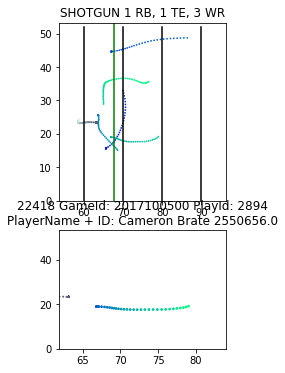 SHOTGUN 1 RB, 1 TE, 3 WR
50
40
30
20
10
0
60 70 80 90
22418 GameId: 2017100500 PlayId: 2894
PlayerName + ID: Cameron Brate 2550656.0
40
20
0
65 70 75 80